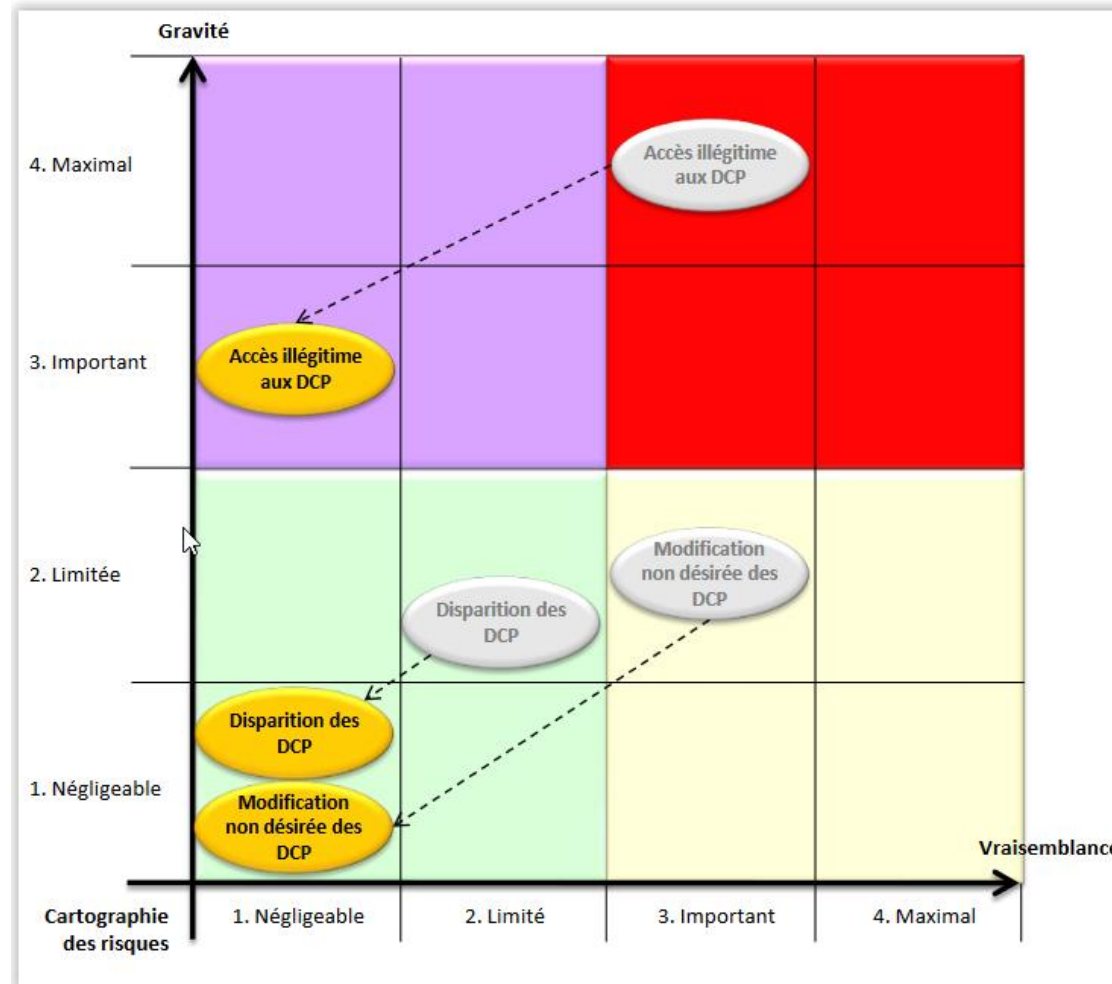 Gravité
4. Maximal
Accès illégitime
aux DCP
3. Important
Accès illégitime
aux DCP
2. Limitée
Modification
non désirée des
DCP
Disparition des
DCP
1. Négligeable
Disparition des
DCP
Modification
non désirée des
DCP
Vraisemblance
Cartographie
des risques
1. Négligeable
2. Limité
3. Important
4. Maximal